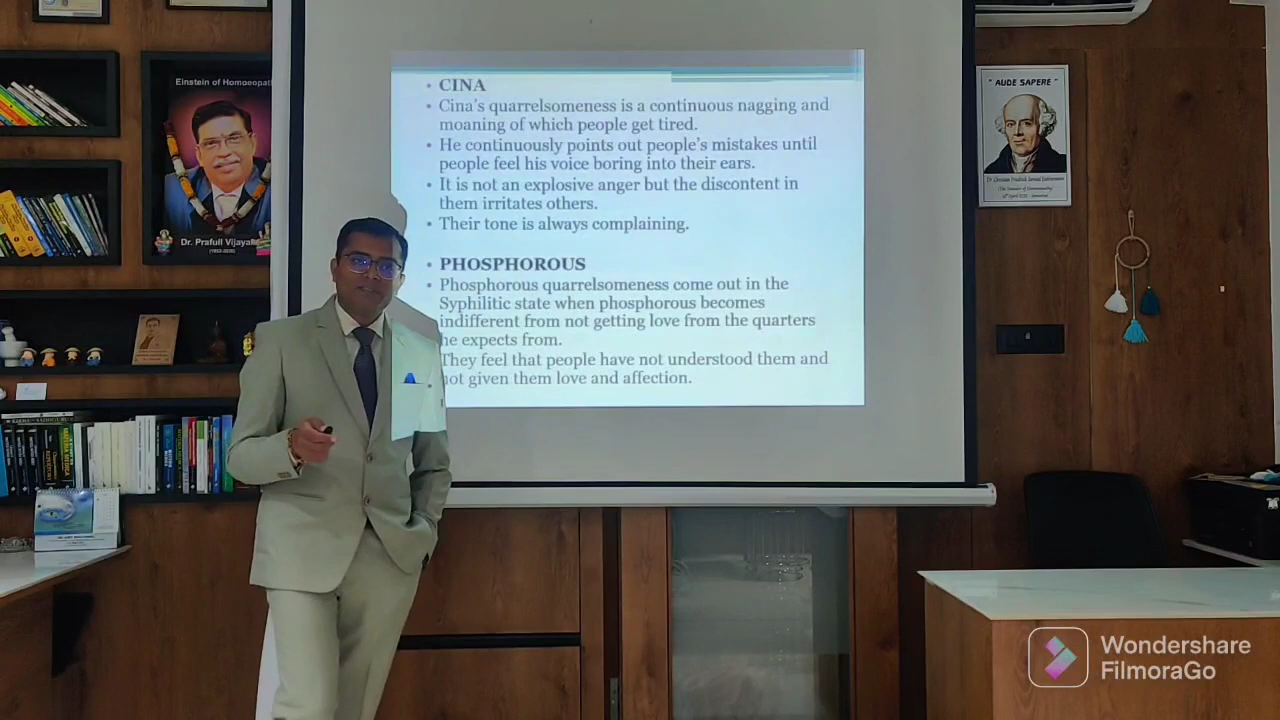 Einstein of Homoeopat
Dr. Prafull Vijay
• CINA
• Cina's quarrelsomeness is a continuous nagging and
moaning of which people get tired.
• He continuously points out people's mistakes until
people feel his voice boring into their ears.
• It is not an explosive anger but the discontent in
them irritates others.
• Their tone is always complaining.
• PHOSPHOROUS
• Phosphorous quarrelsomeness come out in the
Syphilitic state when phosphorous becomes
indifferent from not getting love from the quarters
he expects from.
• They feel that people have not understood them and
not given them love and affection.
" AUDE SAPERE "
Wondershare
FilmoraGo